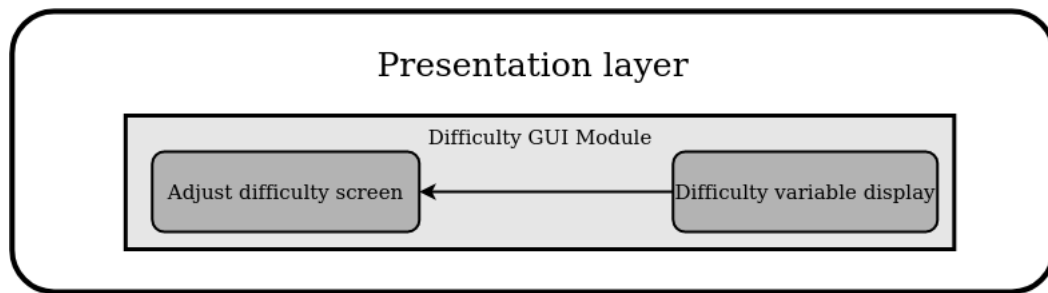 Presentation layer
Difficulty GUI Module
Adjust difficulty screen
Difficulty variable display